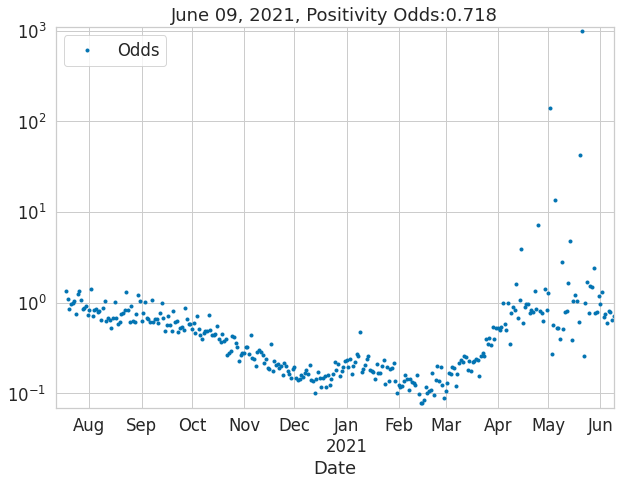 June 09, 2021, Positivity Odds:0.718
Odds
10³
10²
10¹
10⁰
10⁻¹
Aug Sep Oct Nov Dec Jan Feb Mar Apr May Jun
2021
Date